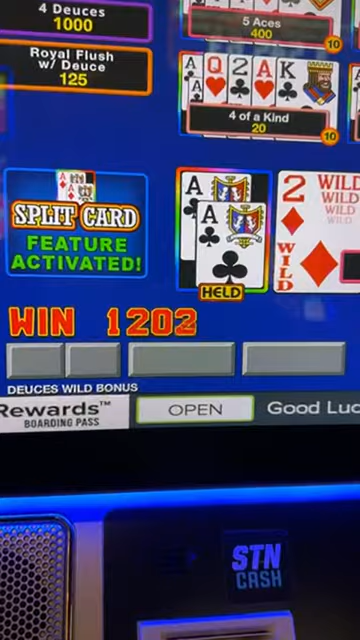 4 Deuces
1000
Royal Flush
w/ Deuce
125
5 Aces
400
10
A
A
Q
2
A
K
4 of a Kind
20
10
SPLIT CARD
FEATURE
ACTIVATED!
A
A
HELD
2
WILD
WILD
WILD
WILD
WILD
WIN 1202
DEUCES WILD BONUS
Rewards™
BOARDING PASS
OPEN
Good Luc
STN
CASH